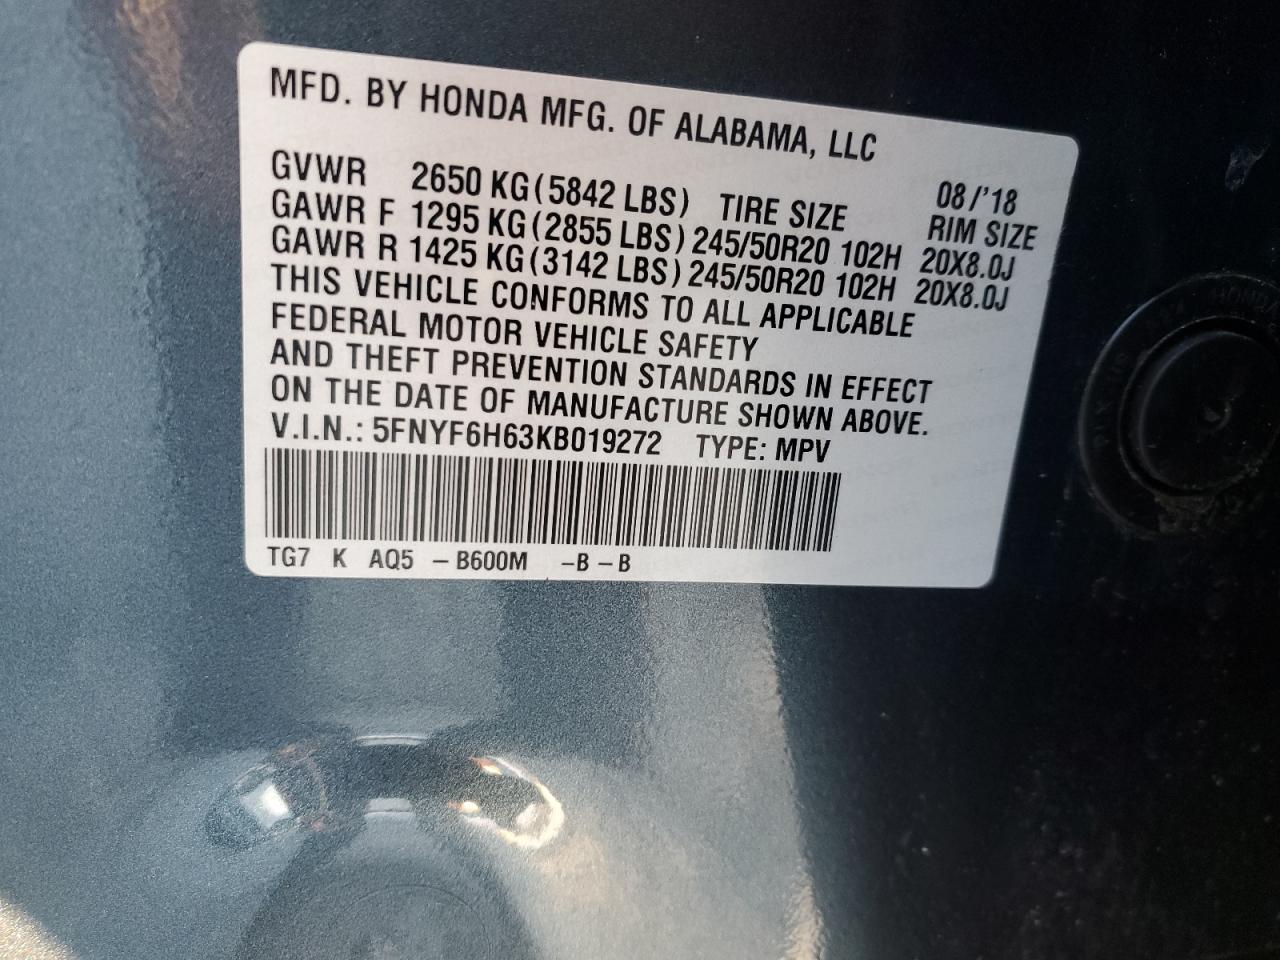 MFD. BY HONDA MFG. OF ALABAMA, LLC
08/'18
GVWR 2650 KG(5842 LBS) TIRE SIZE RIM SIZE
GAWR F 1295 KG(2855 LBS) 245/50R20 102H 20X8.0J
GAWR R 1425 KG(3142 LBS) 245/50R20 102H 20X8.0J
THIS VEHICLE CONFORMS TO ALL APPLICABLE
FEDERAL MOTOR VEHICLE SAFETY
AND THEFT PREVENTION STANDARDS IN EFFECT
ON THE DATE OF MANUFACTURE SHOWN ABOVE.
V.I.N.: 5FNYF6H63KB019272 TYPE: MPV
TG7 K AQ5 – B600M –B – B